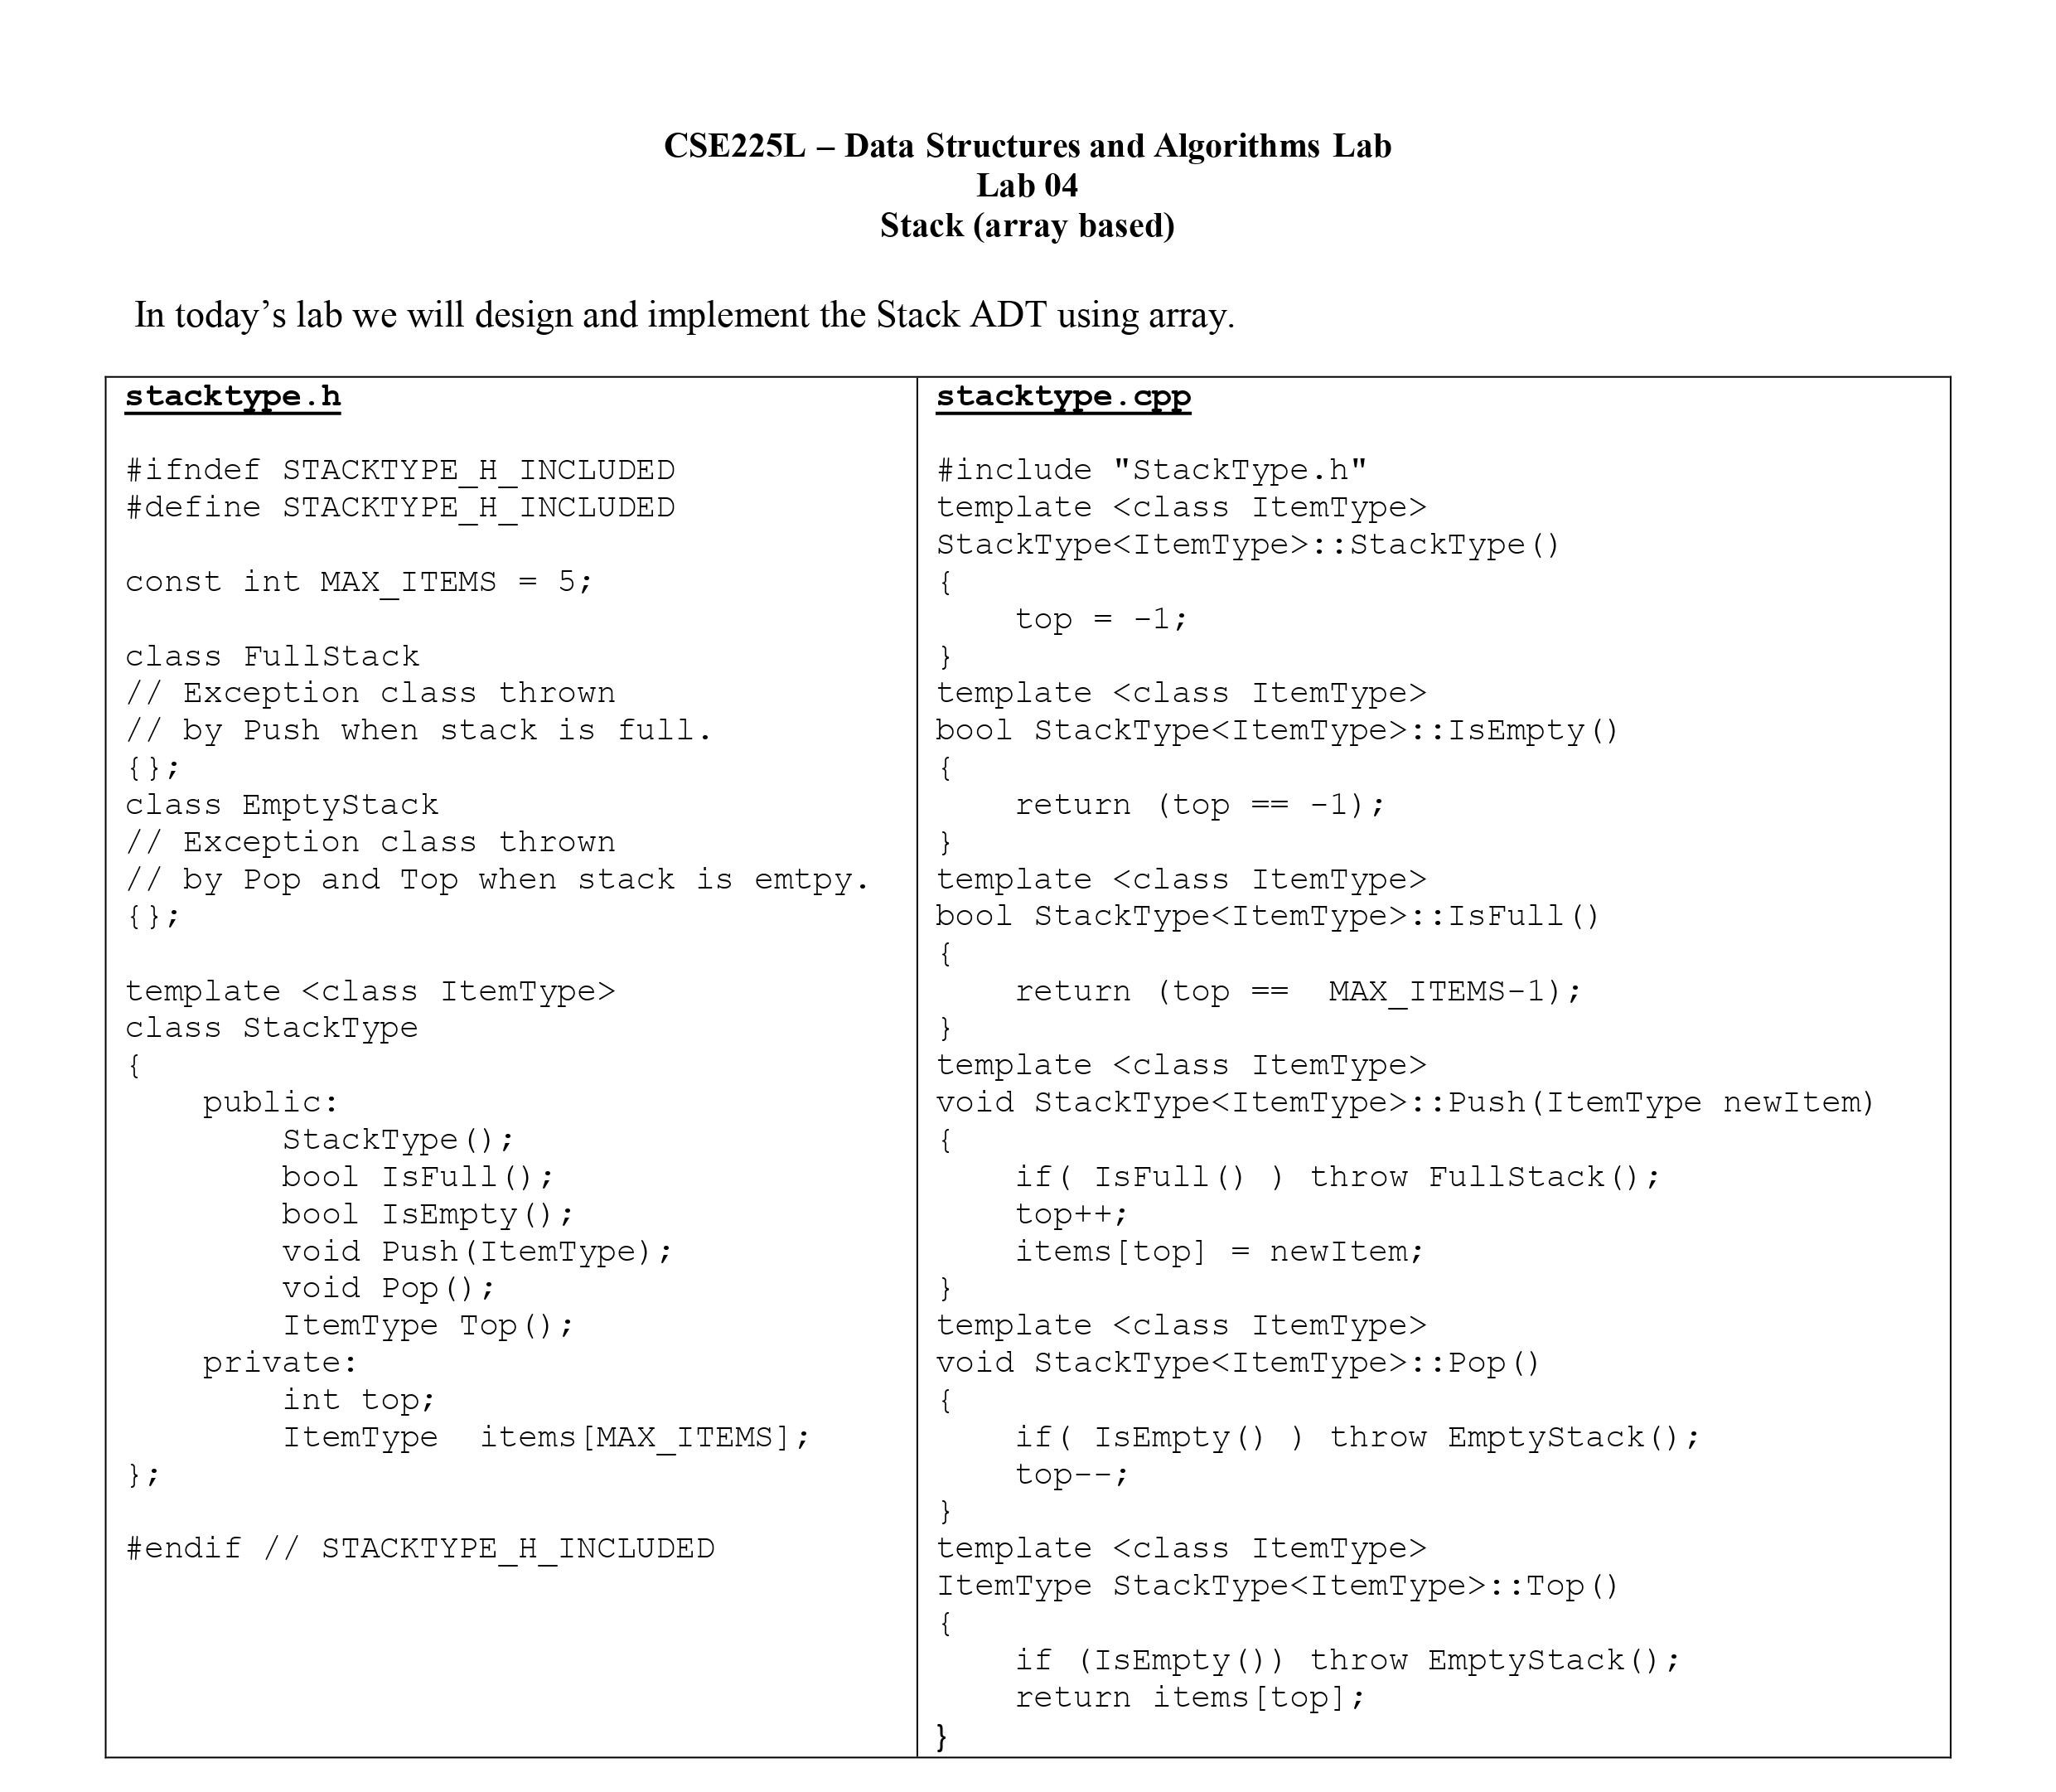 CSE225L – Data Structures and Algorithms Lab
Lab 04
Stack (array based)
In today’s lab we will design and implement the Stack ADT using array.
stacktype.h
#ifndef STACKTYPE_H_INCLUDED
#define STACKTYPE_H_INCLUDED
const int MAX_ITEMS = 5;
class FullStack
// Exception class thrown
// by Push when stack is full.
{};
class EmptyStack
// Exception class thrown
// by Pop and Top when stack is emtpy.
{};
template <class ItemType>
class StackType
{
    public:
        StackType();
        bool IsFull();
        bool IsEmpty();
        void Push(ItemType);
        void Pop();
        ItemType Top();
    private:
        int top;
        ItemType  items[MAX_ITEMS];
};
#endif // STACKTYPE_H_INCLUDED
stacktype.cpp
#include "StackType.h"
template <class ItemType>
StackType<ItemType>::StackType()
{
    top = -1;
}
template <class ItemType>
bool StackType<ItemType>::IsEmpty()
{
    return (top == -1);
}
template <class ItemType>
bool StackType<ItemType>::IsFull()
{
    return (top ==  MAX_ITEMS-1);
}
template <class ItemType>
void StackType<ItemType>::Push(ItemType newItem)
{
    if( IsFull() ) throw FullStack();
    top++;
    items[top] = newItem;
}
template <class ItemType>
void StackType<ItemType>::Pop()
{
    if( IsEmpty() ) throw EmptyStack();
    top--;
}
template <class ItemType>
ItemType StackType<ItemType>::Top()
{
    if (IsEmpty()) throw EmptyStack();
    return items[top];
}